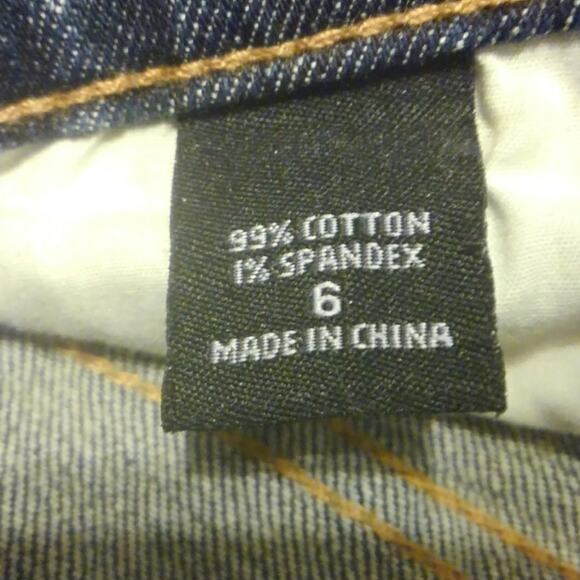 99% COTTON
1% SPANDEX
6
MADE IN CHINA